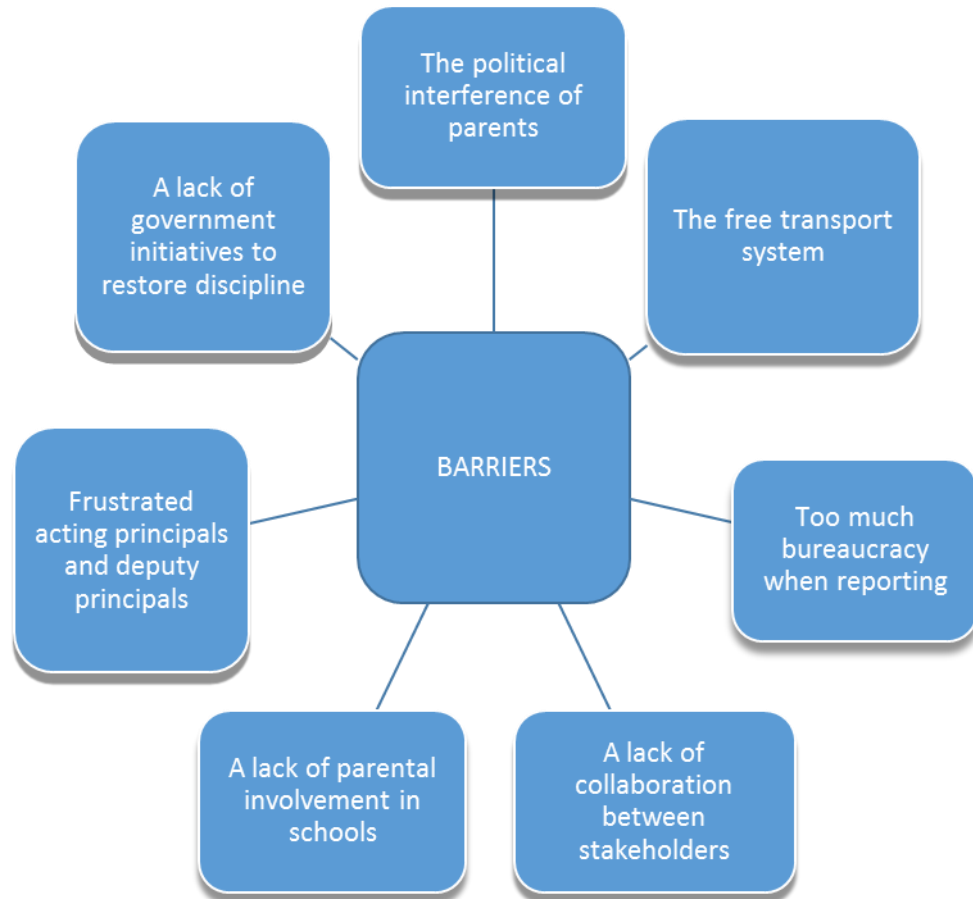 The political
interference of
parents
The free transport
system
Too much
bureaucracy
when reporting
A lack of
collaboration
between
stakeholders
A lack of parental
involvement in
schools
Frustrated
acting principals
and deputy
principals
A lack of
government
initiatives to
restore discipline
BARRIERS